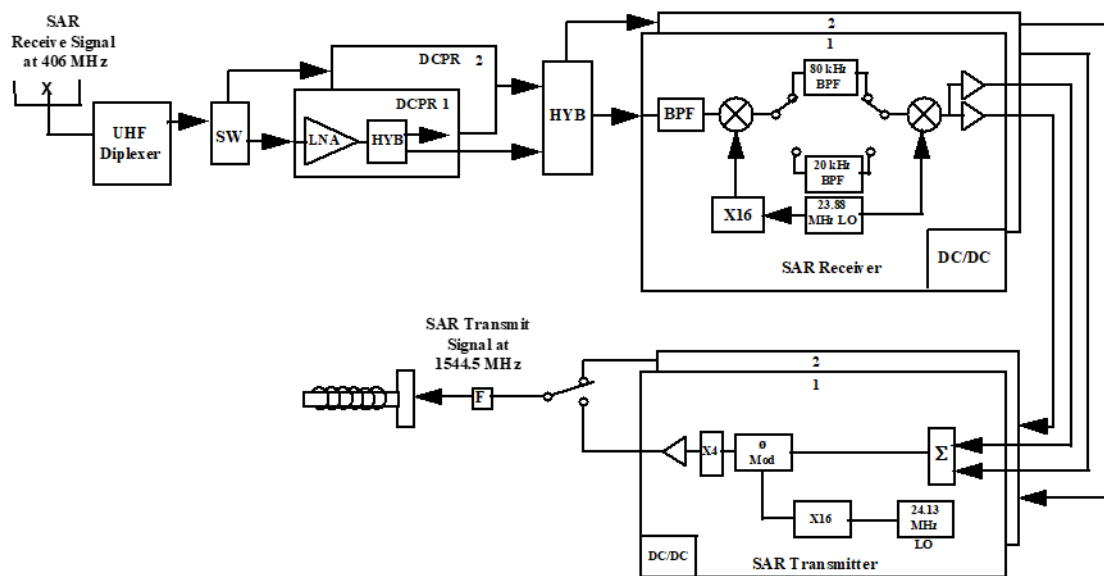 SAR
Receive Signal
at 406 MHz
X
UHF
Diplexer
SW
DCPR 2
DCPR 1
LNA
HYB
HYB
2
1
BPF
80 kHz
BPF
20 kHz
BPF
X16
23.88
MHz LO
DC/DC
SAR Receiver
SAR Transmit
Signal at
1544.5 MHz
F
2
1
X4
ø
Mod
Σ
X16
24.13
MHz
LO
DC/DC
SAR Transmitter